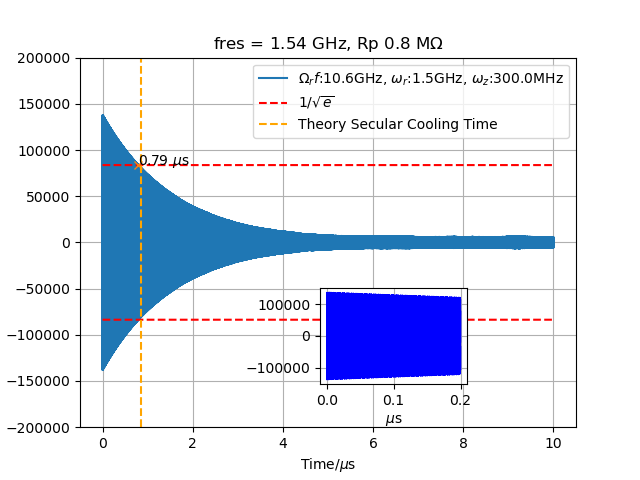 fres = 1.54 GHz, Rp 0.8 MΩ
200000
150000
100000
50000
0
−50000
−100000
−150000
−200000
Ω_r f:10.6GHz, ω_r:1.5GHz, ω_z:300.0MHz
1/√e
Theory Secular Cooling Time
0.79 μs
100000
0
−100000
0.0 0.1 0.2
μs
0 2 4 6 8 10
Time/μs